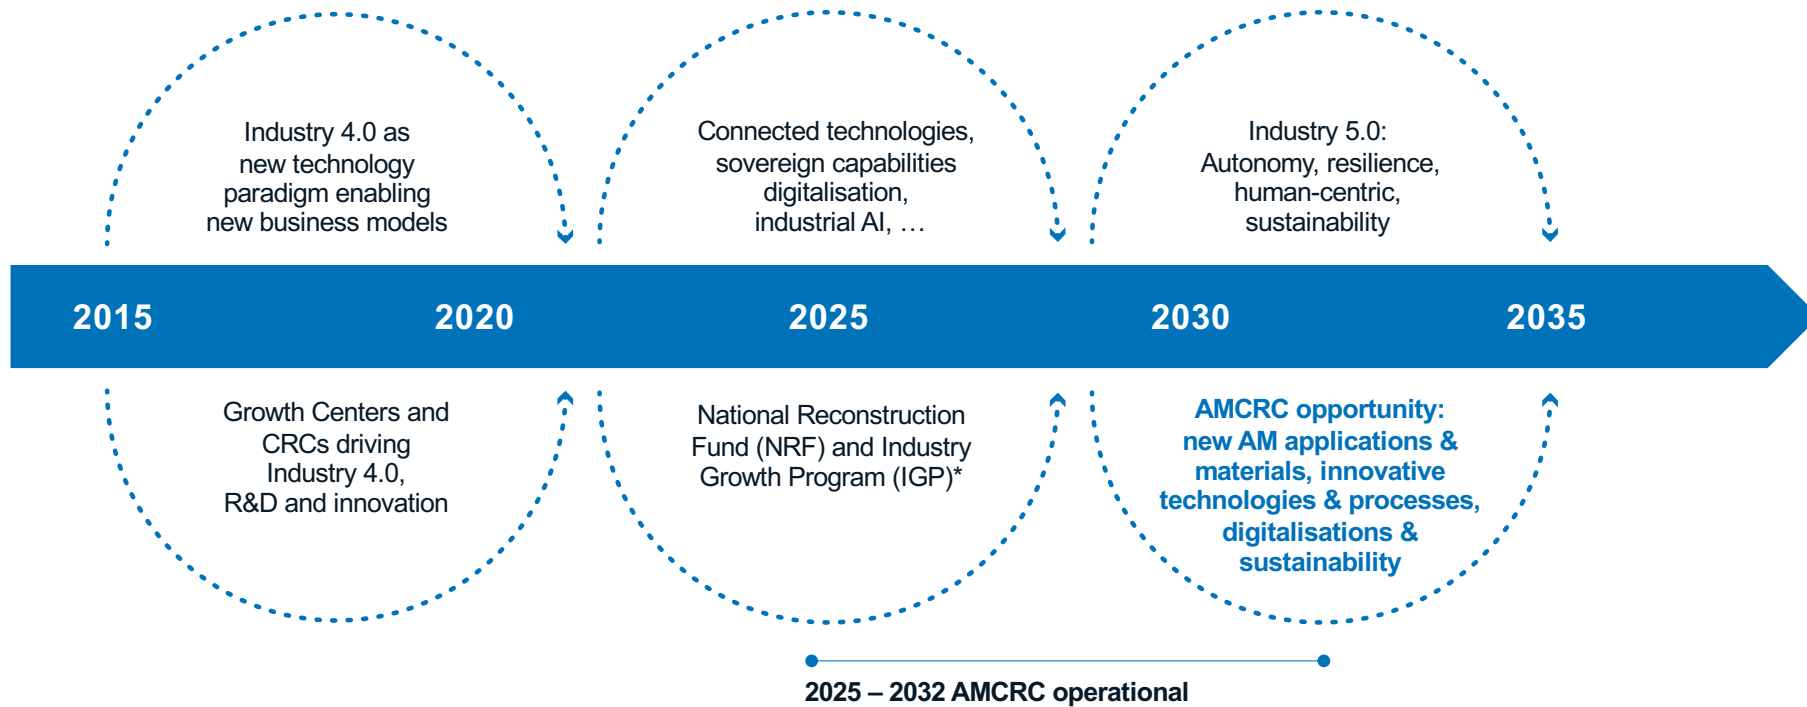 Industry 4.0 as
new technology
paradigm enabling
new business models
Connected technologies,
sovereign capabilities
digitalisation,
industrial AI, …
Industry 5.0:
Autonomy, resilience,
human-centric,
sustainability
2015
2020
2025
2030
2035
Growth Centers and
CRCs driving
Industry 4.0,
R&D and innovation
National Reconstruction
Fund (NRF) and Industry
Growth Program (IGP)*
AMCRC opportunity:
new AM applications &
materials, innovative
technologies & processes,
digitalisations &
sustainability
2025 – 2032 AMCRC operational